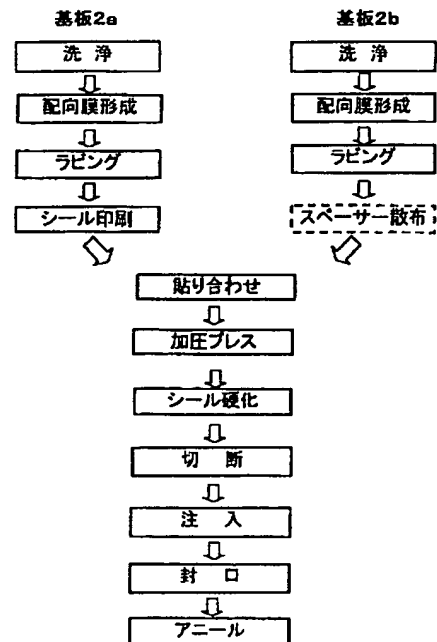 基板2a
洗 浄
配向膜形成
ラビング
シール印刷
基板2b
洗 浄
配向膜形成
ラビング
スペーサー散布
貼り合わせ
加圧プレス
シール硬化
切 断
注 入
封 口
アニール